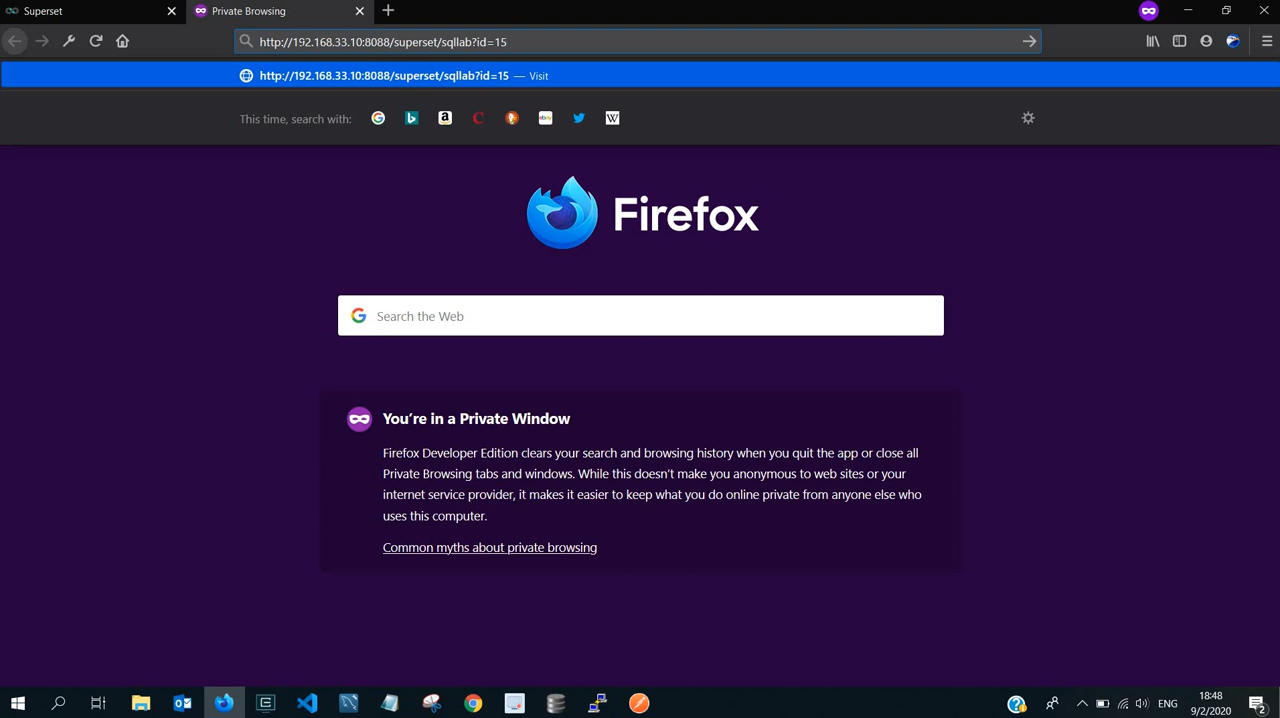 Superset
Private Browsing
http://192.168.33.10:8088/superset/sqllab?id=15
http://192.168.33.10:8088/superset/sqllab?id=15 — Visit
This time, search with:
b
a
C
ebay
W
Firefox
Search the Web
You're in a Private Window
Firefox Developer Edition clears your search and browsing history when you quit the app or close all
Private Browsing tabs and windows. While this doesn't make you anonymous to web sites or your
internet service provider, it makes it easier to keep what you do online private from anyone else who
uses this computer.
Common myths about private browsing
ENG
18:48
9/2/2020
2